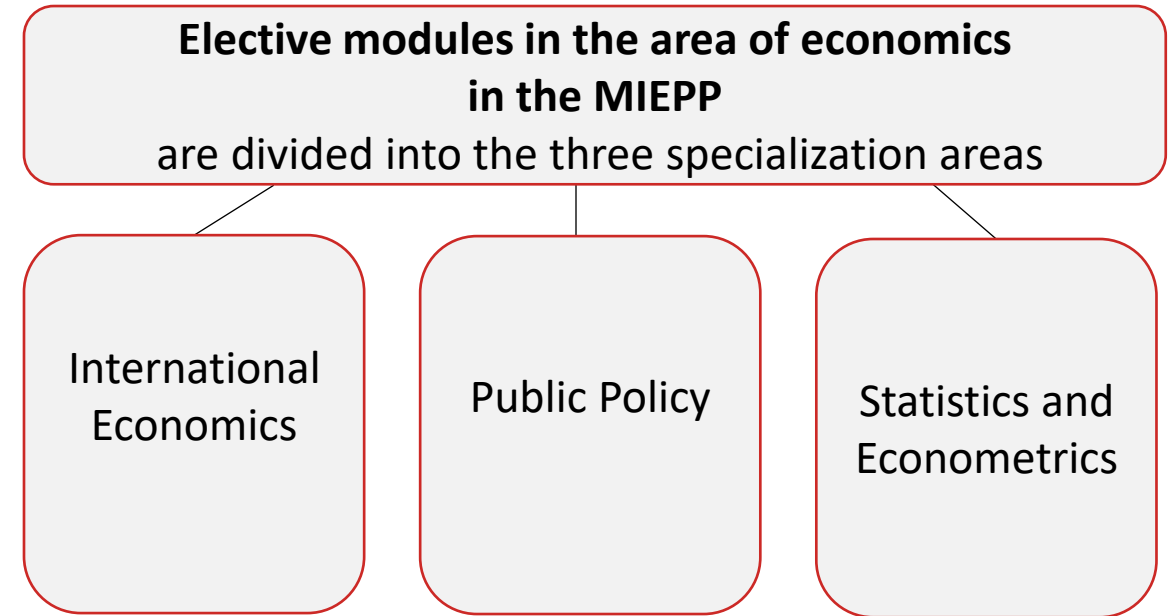 Elective modules in the area of economics
in the MIEPP
are divided into the three specialization areas
International
Economics
Public Policy
Statistics and
Econometrics